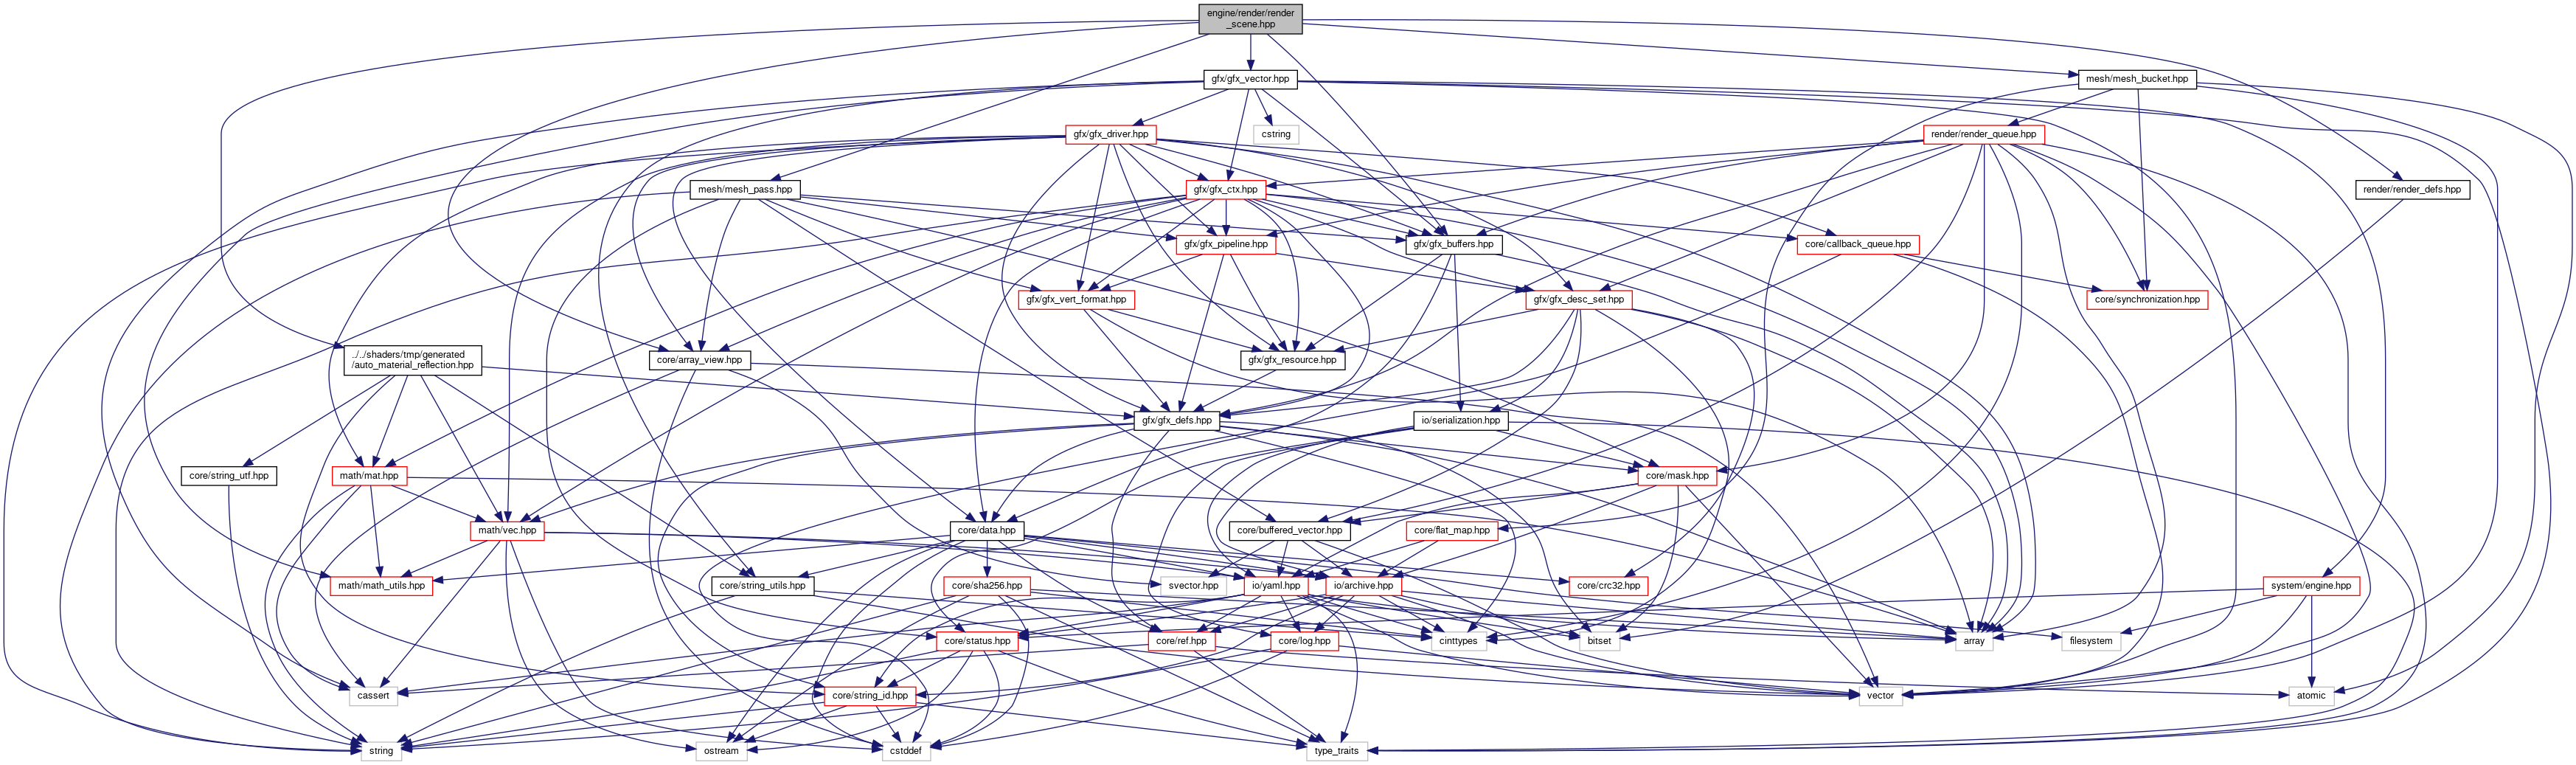 engine/render/render
_scene.hpp
gfx/gfx_vector.hpp
mesh/mesh_bucket.hpp
gfx/gfx_driver.hpp
cstring
render/render_queue.hpp
mesh/mesh_pass.hpp
gfx/gfx_ctx.hpp
render/render_defs.hpp
gfx/gfx_pipeline.hpp
gfx/gfx_buffers.hpp
core/callback_queue.hpp
gfx/gfx_vert_format.hpp
gfx/gfx_desc_set.hpp
core/synchronization.hpp
../../shaders/tmp/generated
/auto_material_reflection.hpp
core/array_view.hpp
gfx/gfx_resource.hpp
gfx/gfx_defs.hpp
io/serialization.hpp
core/string_utf.hpp
math/mat.hpp
core/mask.hpp
math/vec.hpp
core/data.hpp
core/buffered_vector.hpp
core/flat_map.hpp
math/math_utils.hpp
core/string_utils.hpp
core/sha256.hpp
svector.hpp
io/yaml.hpp
io/archive.hpp
core/crc32.hpp
system/engine.hpp
core/status.hpp
core/ref.hpp
core/log.hpp
cinttypes
bitset
array
filesystem
cassert
core/string_id.hpp
vector
atomic
string
ostream
cstddef
type_traits